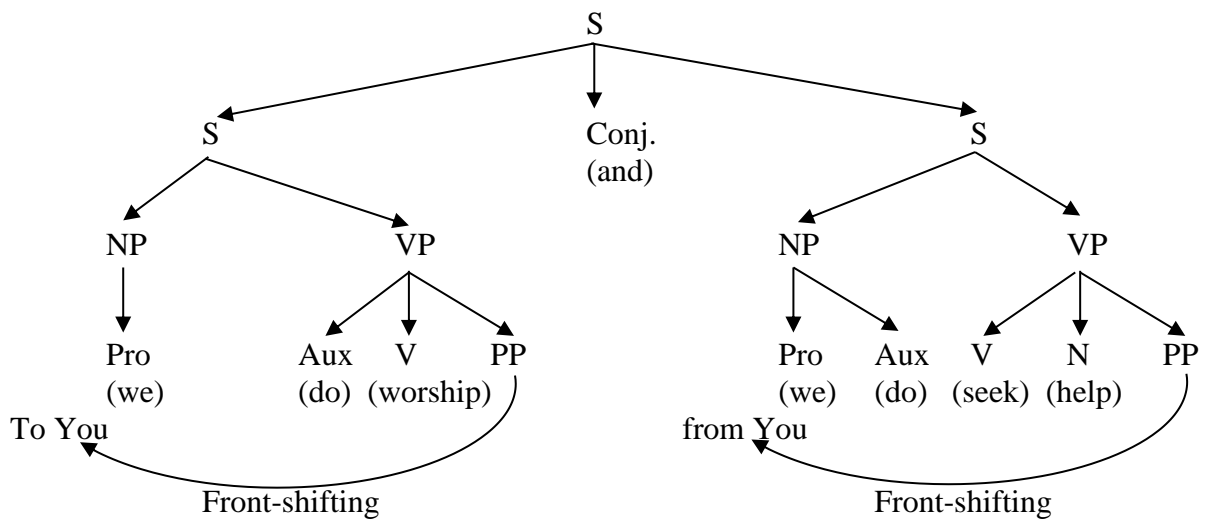 S
S Conj. S
(and)
NP VP NP VP
Pro Aux V PP Pro Aux V N PP
(we) (do) (worship) (we) (do) (seek) (help)
To You from You
Front-shifting Front-shifting